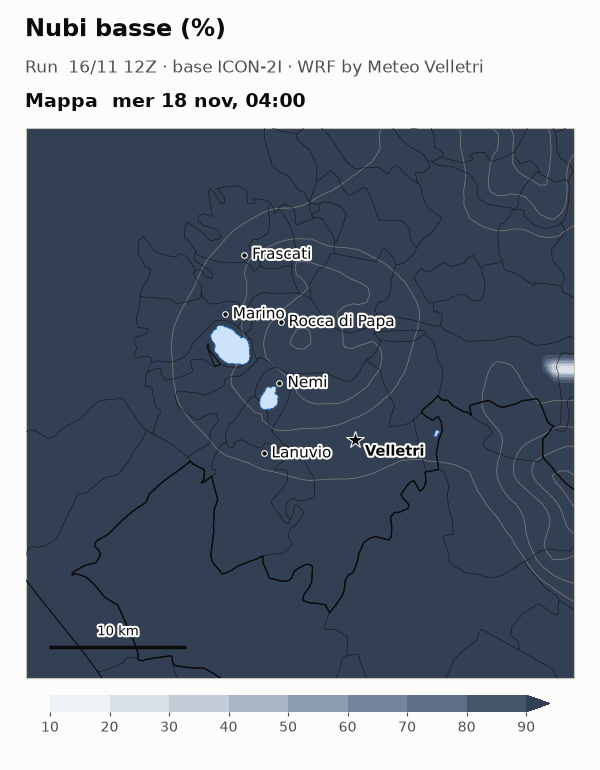 Nubi basse (%)
Run  16/11 12Z · base ICON-2I · WRF by Meteo Velletri
Mappa  mer 18 nov, 04:00
Frascati
Marino
Rocca di Papa
Nemi
Velletri
Lanuvio
10 km
10 20 30 40 50 60 70 80 90